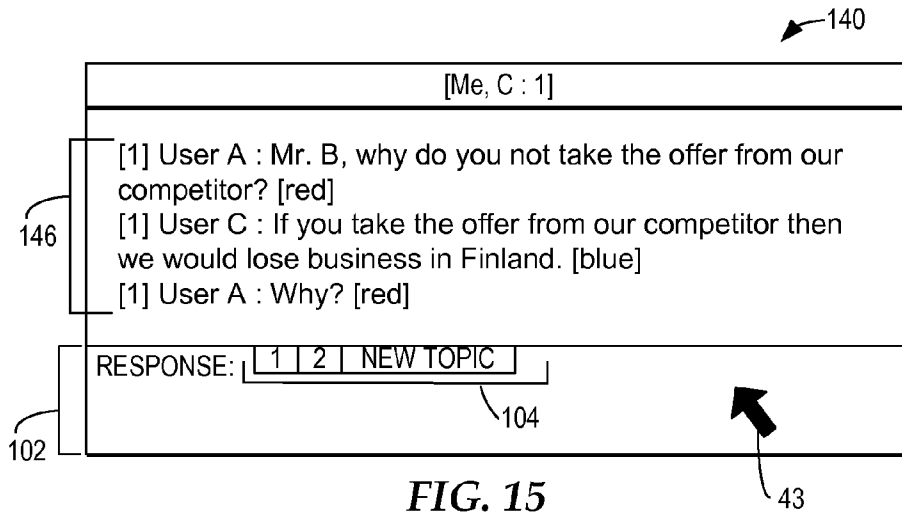 140
[Me, C : 1]
[1] User A : Mr. B, why do you not take the offer from our
competitor? [red]
[1] User C : If you take the offer from our competitor then
we would lose business in Finland. [blue]
[1] User A : Why? [red]
146
RESPONSE: 1 2 NEW TOPIC
104
102
43
FIG. 15